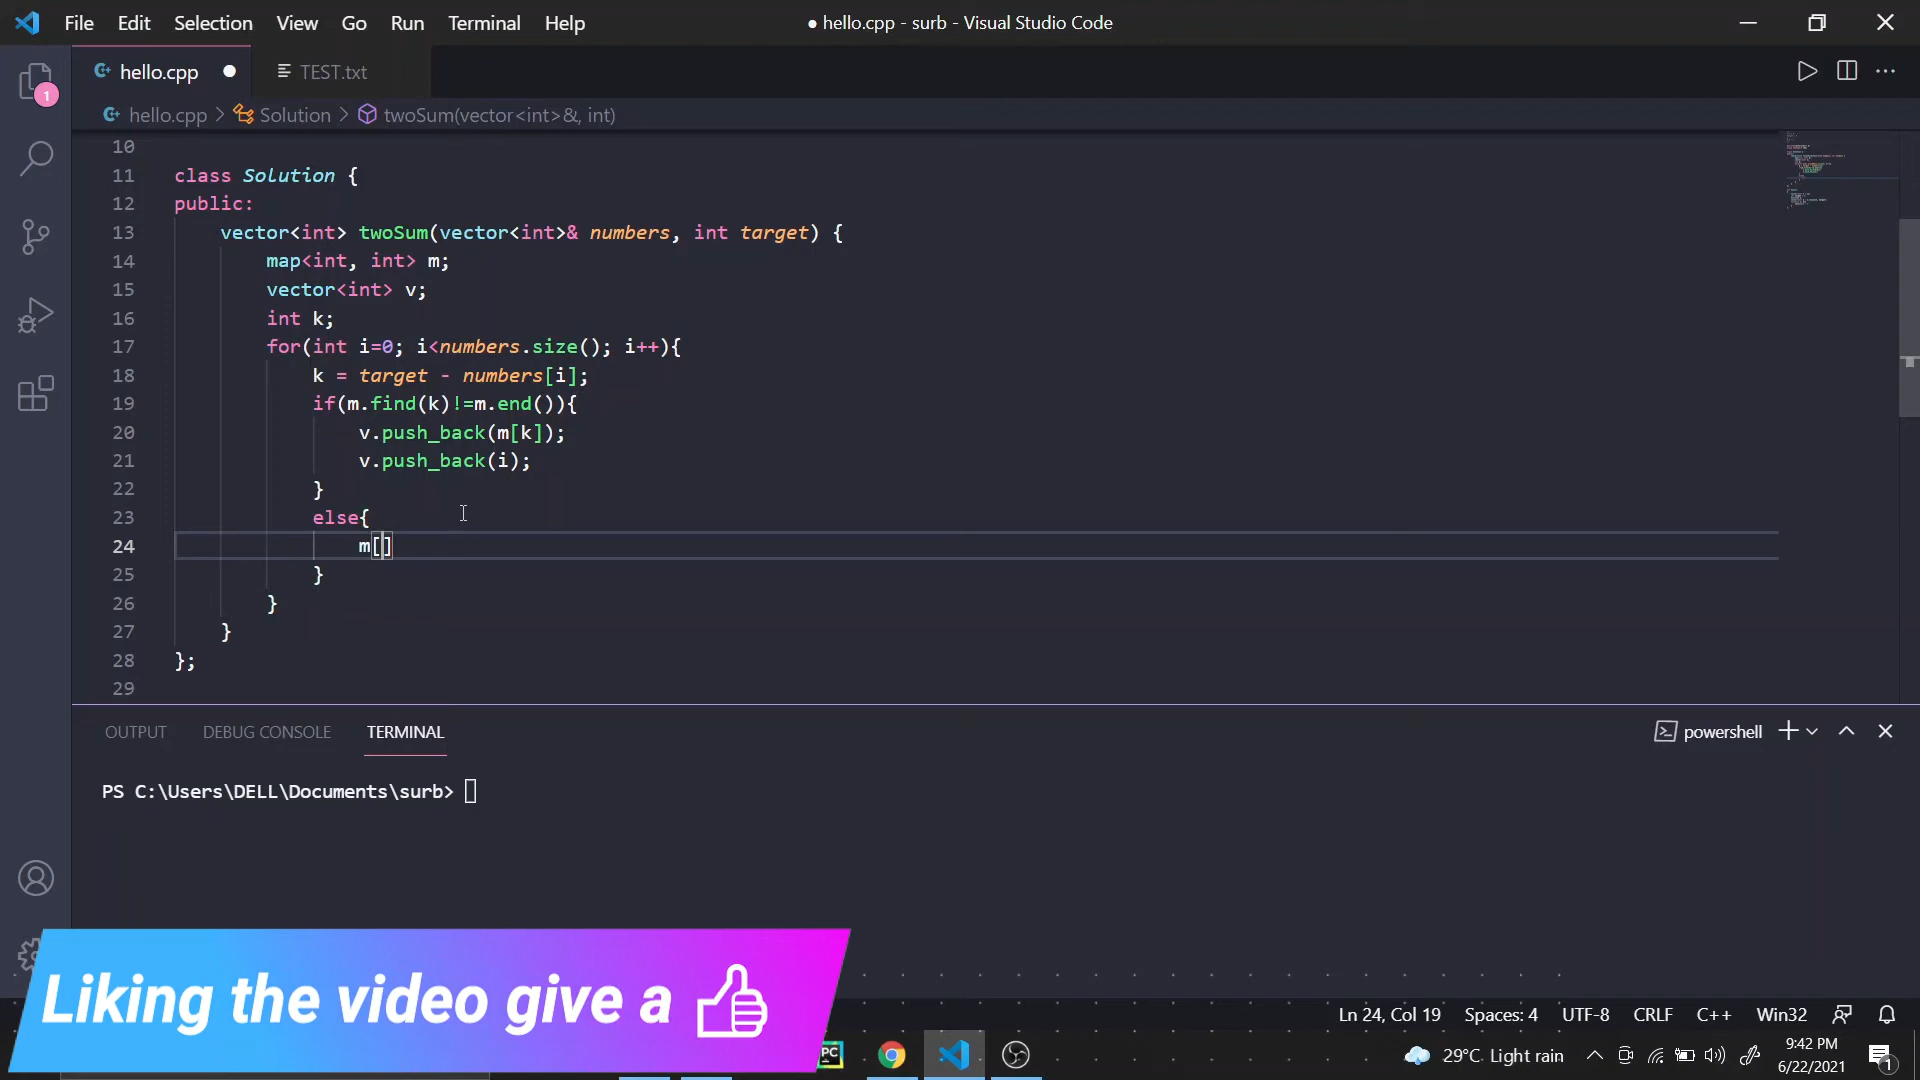 File Edit Selection View Go Run Terminal Help
● hello.cpp - surb - Visual Studio Code
hello.cpp
TEST.txt
1
hello.cpp > Solution > twoSum(vector<int>&, int)
10
11 class Solution {
12 public:
13 vector<int> twoSum(vector<int>& numbers, int target) {
14 map<int, int> m;
15 vector<int> v;
16 int k;
17 for(int i=0; i<numbers.size(); i++){
18 k = target - numbers[i];
19 if(m.find(k)!=m.end()){
20 v.push_back(m[k]);
21 v.push_back(i);
22 }
23 else{
24 m[]
25 }
26 }
27 }
28 };
29
OUTPUT DEBUG CONSOLE TERMINAL
powershell
PS C:\Users\DELL\Documents\surb>
Liking the video give a
Ln 24, Col 19 Spaces: 4 UTF-8 CRLF C++ Win32
PC
29°C Light rain
9:42 PM
6/22/2021
1